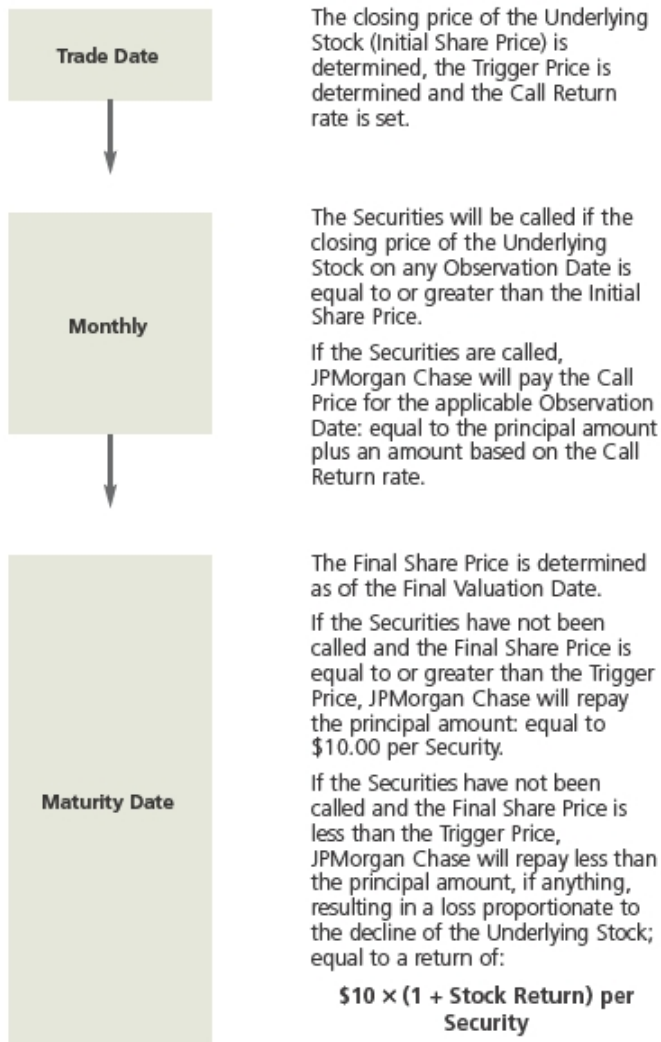 Trade Date
The closing price of the Underlying
Stock (Initial Share Price) is
determined, the Trigger Price is
determined and the Call Return
rate is set.
Monthly
The Securities will be called if the
closing price of the Underlying
Stock on any Observation Date is
equal to or greater than the Initial
Share Price.
If the Securities are called,
JPMorgan Chase will pay the Call
Price for the applicable Observation
Date: equal to the principal amount
plus an amount based on the Call
Return rate.
Maturity Date
The Final Share Price is determined
as of the Final Valuation Date.
If the Securities have not been
called and the Final Share Price is
equal to or greater than the Trigger
Price, JPMorgan Chase will repay
the principal amount: equal to
$10.00 per Security.
If the Securities have not been
called and the Final Share Price is
less than the Trigger Price,
JPMorgan Chase will repay less than
the principal amount, if anything,
resulting in a loss proportionate to
the decline of the Underlying Stock;
equal to a return of:
$10 × (1 + Stock Return) per
Security